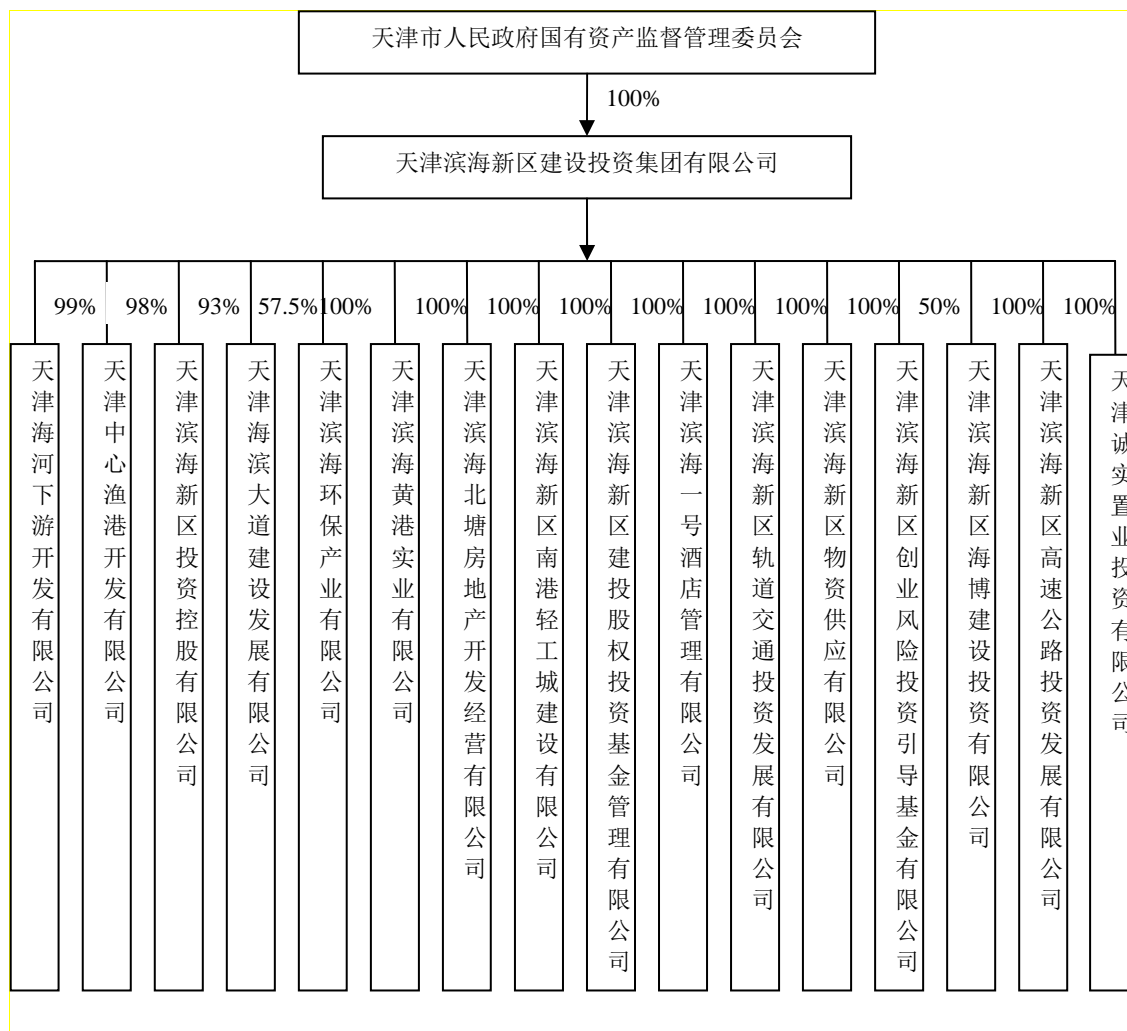 天津市人民政府国有资产监督管理委员会
100%
天津滨海新区建设投资集团有限公司
99% 98% 93% 57.5% 100% 100% 100% 100% 100% 100% 100% 100% 50% 100% 100%
天津海河下游开发有限公司
天津中心渔港开发有限公司
天津滨海新区投资控股有限公司
天津海滨大道建设发展有限公司
天津滨海环保产业有限公司
天津滨海黄港实业有限公司
天津滨海北塘房地产开发经营有限公司
天津滨海新区南港轻工城建设有限公司
天津滨海新区建投股权投资基金管理有限公司
天津滨海一号酒店管理有限公司
天津滨海新区轨道交通投资发展有限公司
天津滨海新区物资供应有限公司
天津滨海新区创业风险投资引导基金有限公司
天津滨海新区海博建设投资有限公司
天津滨海新区高速公路投资发展有限公司
天津诚实置业投资有限公司